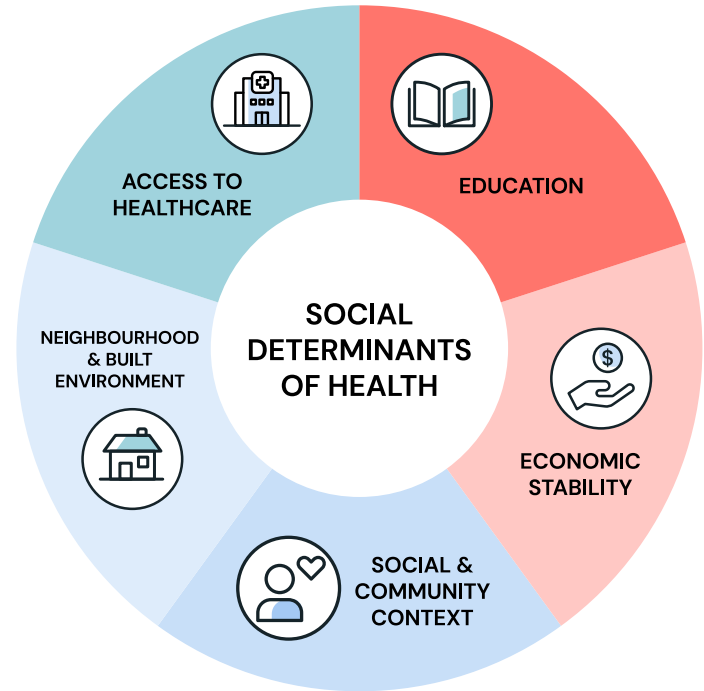 SOCIAL
DETERMINANTS
OF HEALTH
EDUCATION
$
ECONOMIC
STABILITY
SOCIAL &
COMMUNITY
CONTEXT
NEIGHBOURHOOD
& BUILT
ENVIRONMENT
ACCESS TO
HEALTHCARE